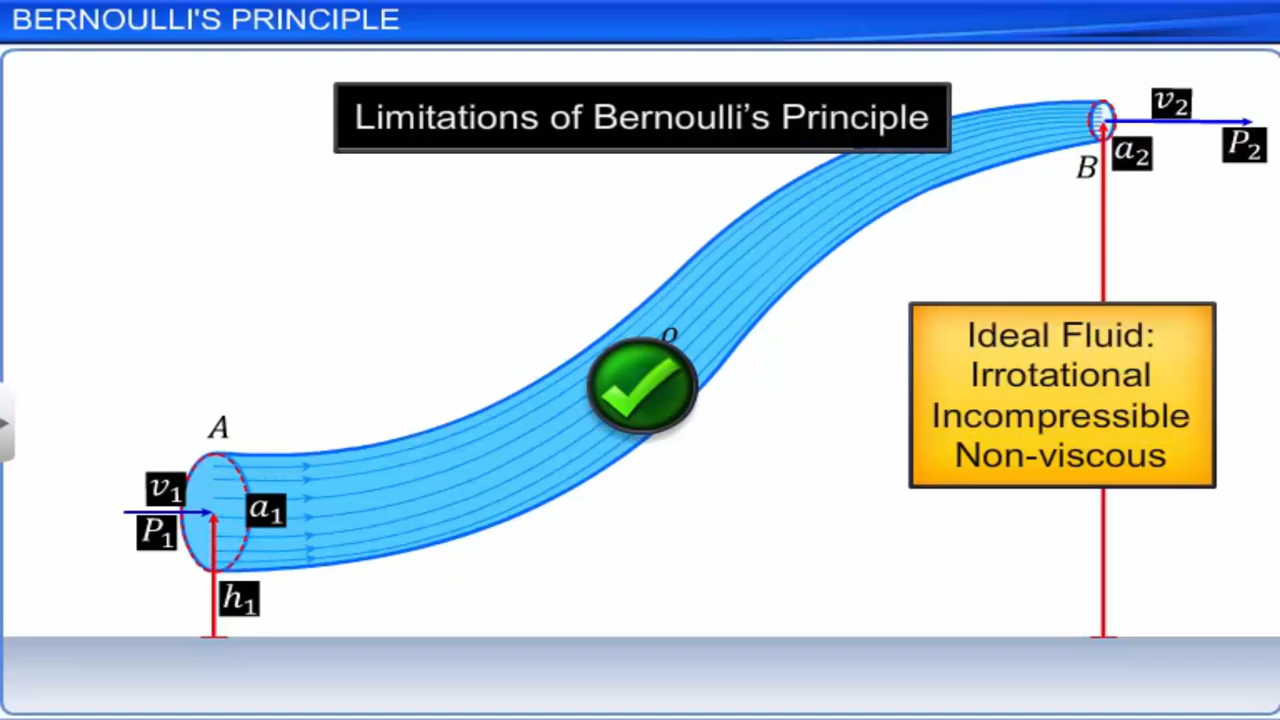 BERNOULLI'S PRINCIPLE
Limitations of Bernoulli’s Principle
v₂
P₂
a₂
B
o
Ideal Fluid:
Irrotational
Incompressible
Non-viscous
A
v₁
a₁
P₁
h₁